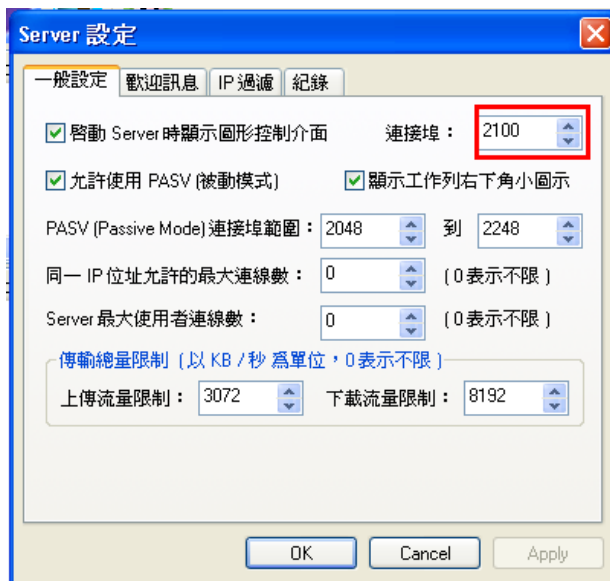 Server 設定
一般設定 歡迎訊息 IP 過濾 紀錄
啓動 Server 時顯示圖形控制介面 連接埠： 2100
允許使用 PASV (被動模式) 顯示工作列右下角小圖示
PASV (Passive Mode) 連接埠範圍： 2048 到 2248
同一 IP 位址允許的最大連線數： 0 ( 0 表示不限 )
Server 最大使用者連線數： 0 ( 0 表示不限 )
傳輸總量限制 ( 以 KB / 秒 爲單位，0 表示不限 )
上傳流量限制： 3072 下載流量限制： 8192
OK Cancel Apply